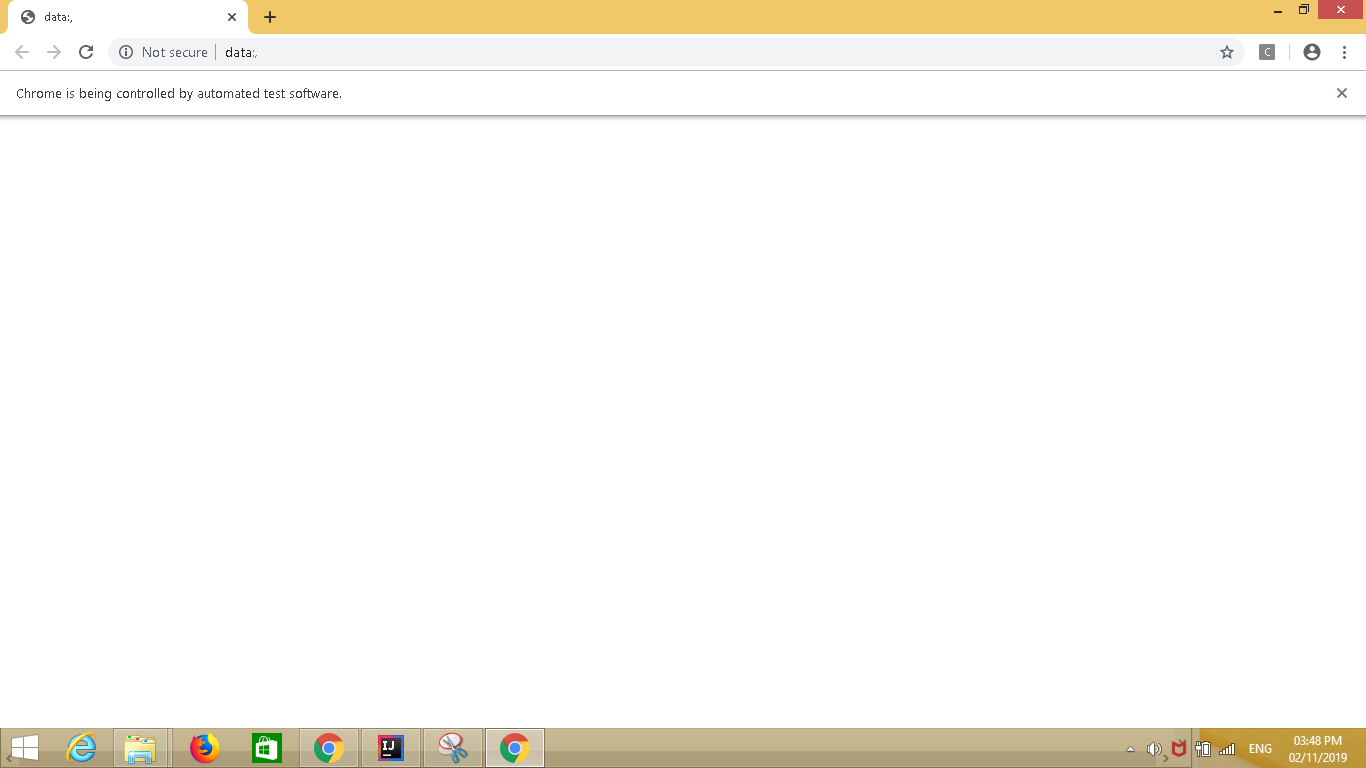 data:,
Not secure | data:,
C
Chrome is being controlled by automated test software.
IJ
ENG
03:48 PM
02/11/2019